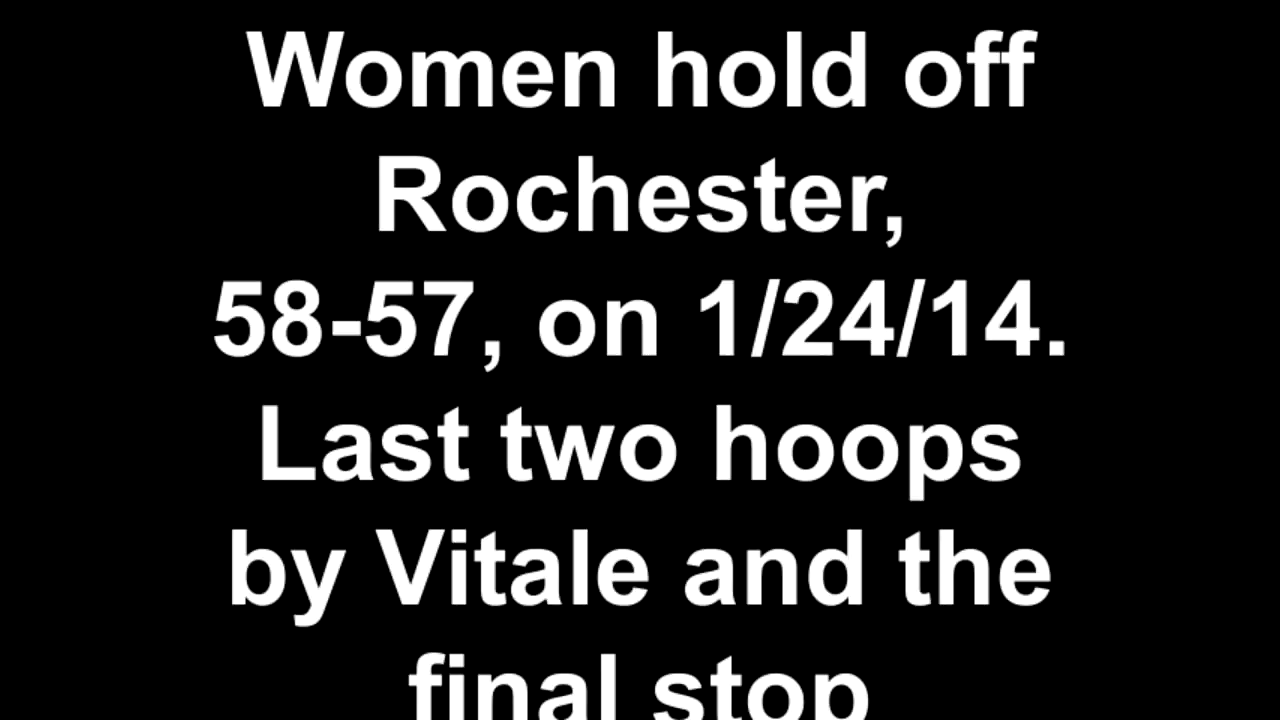 Women hold off
Rochester,
58-57, on 1/24/14.
Last two hoops
by Vitale and the
final stop